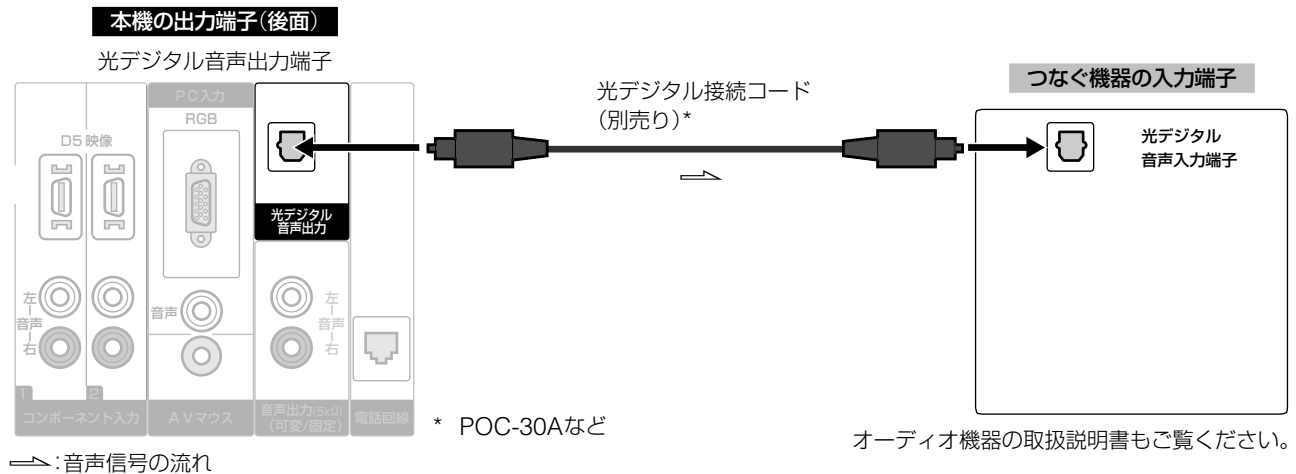 本機の出力端子(後面)
光デジタル音声出力端子
PC入力
RGB
D5 映像
光デジタル
音声出力
左
音声
右
音声
左
音声
右
1
2
コンポーネント入力
AVマウス
音声出力(5kΩ)
(可変/固定)
電話回線
光デジタル接続コード
(別売り)*
* POC-30Aなど
つなぐ機器の入力端子
光デジタル
音声入力端子
オーディオ機器の取扱説明書もご覧ください。
:音声信号の流れ